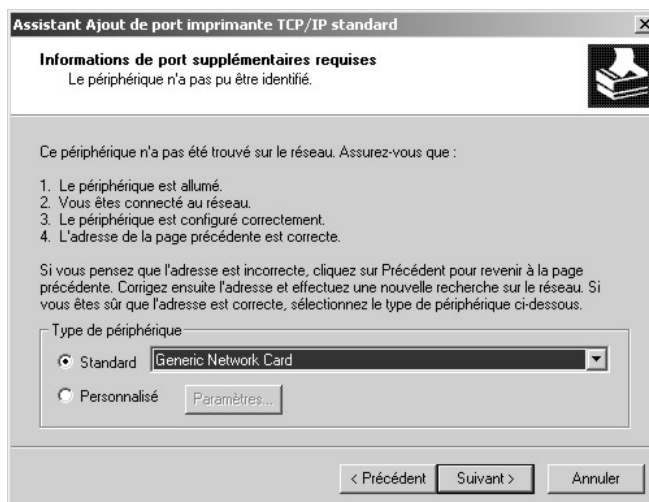 Assistant Ajout de port imprimante TCP/IP standard
Informations de port supplémentaires requises
Le périphérique n'a pas pu être identifié.
Ce périphérique n'a pas été trouvé sur le réseau. Assurez-vous que :
1. Le périphérique est allumé.
2. Vous êtes connecté au réseau.
3. Le périphérique est configuré correctement.
4. L'adresse de la page précédente est correcte.
Si vous pensez que l'adresse est incorrecte, cliquez sur Précédent pour revenir à la page
précédente. Corrigez ensuite l'adresse et effectuez une nouvelle recherche sur le réseau. Si
vous êtes sûr que l'adresse est correcte, sélectionnez le type de périphérique ci-dessous.
Type de périphérique
Standard Generic Network Card
Personnalisé Paramètres...
< Précédent Suivant > Annuler